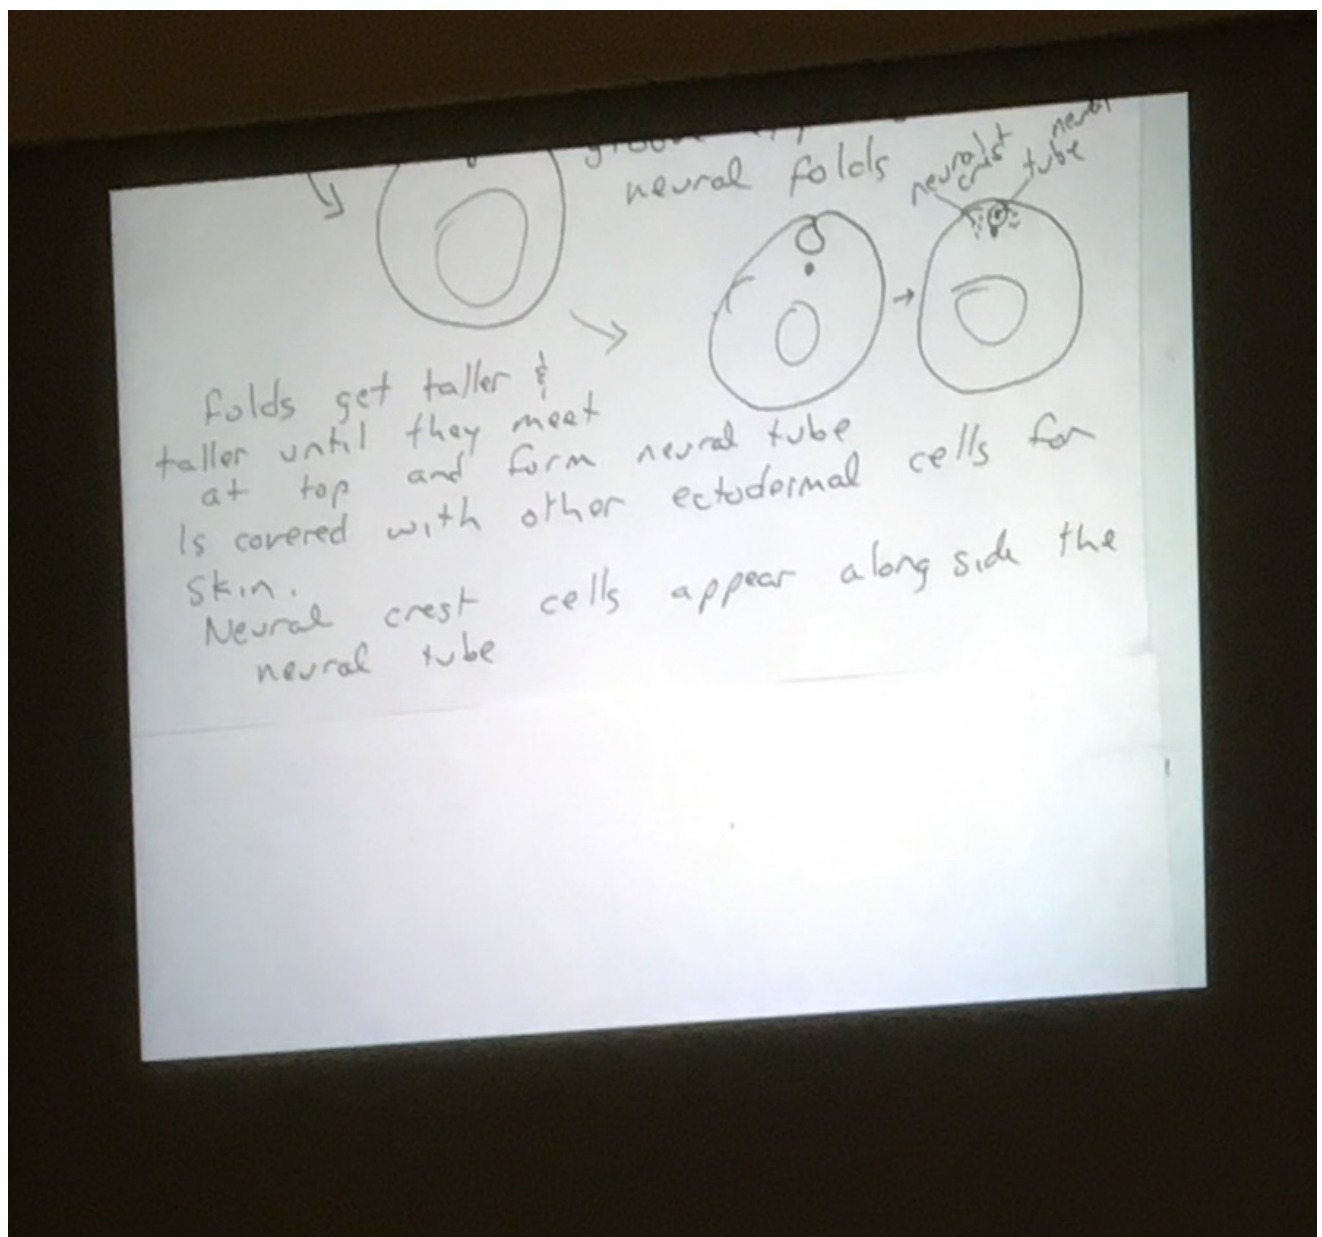 neural folds
neural crest
neural
tube
folds get taller &
taller until they meet
at top and form neural tube
Is covered with other ectodermal cells for
skin.
Neural crest cells appear along side the
neural tube